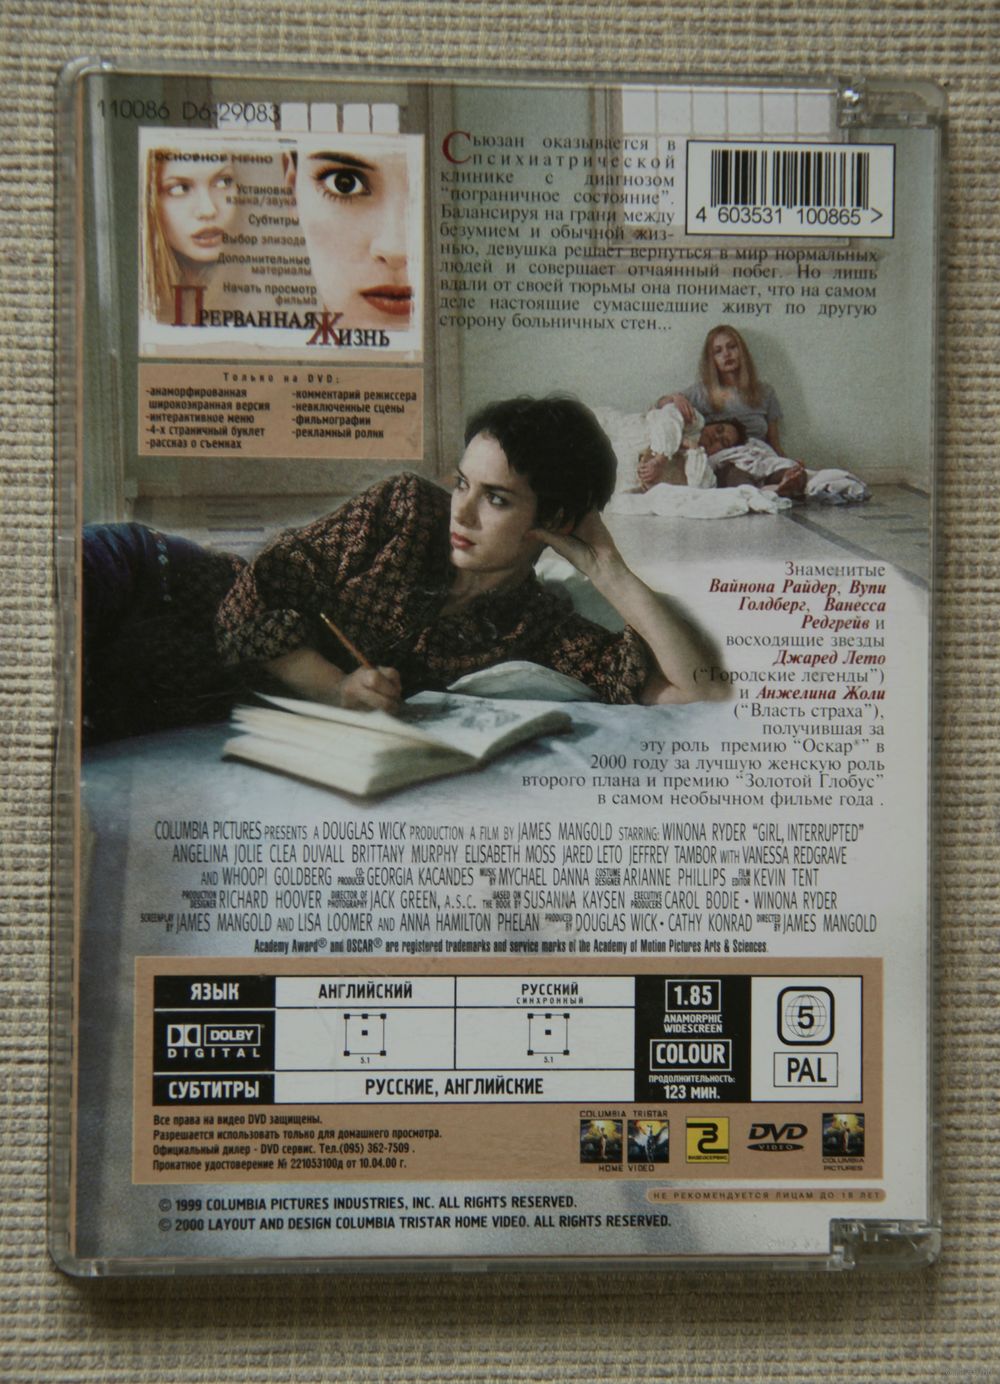 110086 D6-29083
ОСНОВНОЕ МЕНЮ
Установка
языка/звука
Субтитры
Выбор эпизода
Дополнительные
материалы
Начать просмотр
фильма
ПРЕРВАННАЯ ЖИЗНЬ
Сьюзан оказывается в
психиатрической
клинике с диагнозом
“пограничное состояние”.
Балансируя на грани между
безумием и обычной жиз-
нью, девушка решает вернуться в мир нормальных
людей и совершает отчаянный побег. Но лишь
вдали от своей тюрьмы она понимает, что на самом
деле настоящие сумасшедшие живут по другую
сторону больничных стен...
4 603531 100865 >
Только на DVD:
-анаморфированная
широкоэкранная версия
-интерактивное меню
-4-х страничный буклет
-рассказ о съемках
-комментарий режиссера
-невключенные сцены
-фильмографии
-рекламный ролик
Знаменитые
Вайнона Райдер, Вупи
Голдберг, Ванесса
Редгрейв и
восходящие звезды
Джаред Лето
(“Городские легенды”)
и Анжелина Жоли
(“Власть страха”),
получившая за
эту роль премию “Оскар®” в
2000 году за лучшую женскую роль
второго плана и премию “Золотой Глобус”
в самом необычном фильме года .
COLUMBIA PICTURES PRESENTS A DOUGLAS WICK PRODUCTION A FILM BY JAMES MANGOLD STARRING: WINONA RYDER “GIRL, INTERRUPTED”
ANGELINA JOLIE CLEA DUVALL BRITTANY MURPHY ELISABETH MOSS JARED LETO JEFFREY TAMBOR WITH VANESSA REDGRAVE
AND WHOOPI GOLDBERG CO-PRODUCER GEORGIA KACANDES MUSIC BY MYCHAEL DANNA COSTUME DESIGNER ARIANNE PHILLIPS FILM EDITOR KEVIN TENT
PRODUCTION DESIGNER RICHARD HOOVER DIRECTOR OF PHOTOGRAPHY JACK GREEN, A.S.C. BASED ON THE BOOK BY SUSANNA KAYSEN EXECUTIVE PRODUCERS CAROL BODIE • WINONA RYDER
SCREENPLAY BY JAMES MANGOLD AND LISA LOOMER AND ANNA HAMILTON PHELAN PRODUCED BY DOUGLAS WICK • CATHY KONRAD DIRECTED BY JAMES MANGOLD
Academy Award® and OSCAR® are registered trademarks and service marks of the Academy of Motion Pictures Arts & Sciences.
ЯЗЫК
АНГЛИЙСКИЙ
РУССКИЙ
СИНХРОННЫЙ
DOLBY
DIGITAL
5.1
5.1
СУБТИТРЫ
РУССКИЕ, АНГЛИЙСКИЕ
1.85
ANAMORPHIC
WIDESCREEN
COLOUR
ПРОДОЛЖИТЕЛЬНОСТЬ:
123 МИН.
5
PAL
Все права на видео DVD защищены.
Разрешается использовать только для домашнего просмотра.
Официальный дилер - DVD сервис. Тел.(095) 362-7509 .
Прокатное удостоверение № 221053100д от 10.04.00 г.
COLUMBIA TRISTAR
HOME VIDEO
ВИДЕОСЕРВИС
DVD
VIDEO
COLUMBIA
PICTURES
НЕ РЕКОМЕНДУЕТСЯ ЛИЦАМ ДО 18 ЛЕТ
© 1999 COLUMBIA PICTURES INDUSTRIES, INC. ALL RIGHTS RESERVED.
© 2000 LAYOUT AND DESIGN COLUMBIA TRISTAR HOME VIDEO. ALL RIGHTS RESERVED.